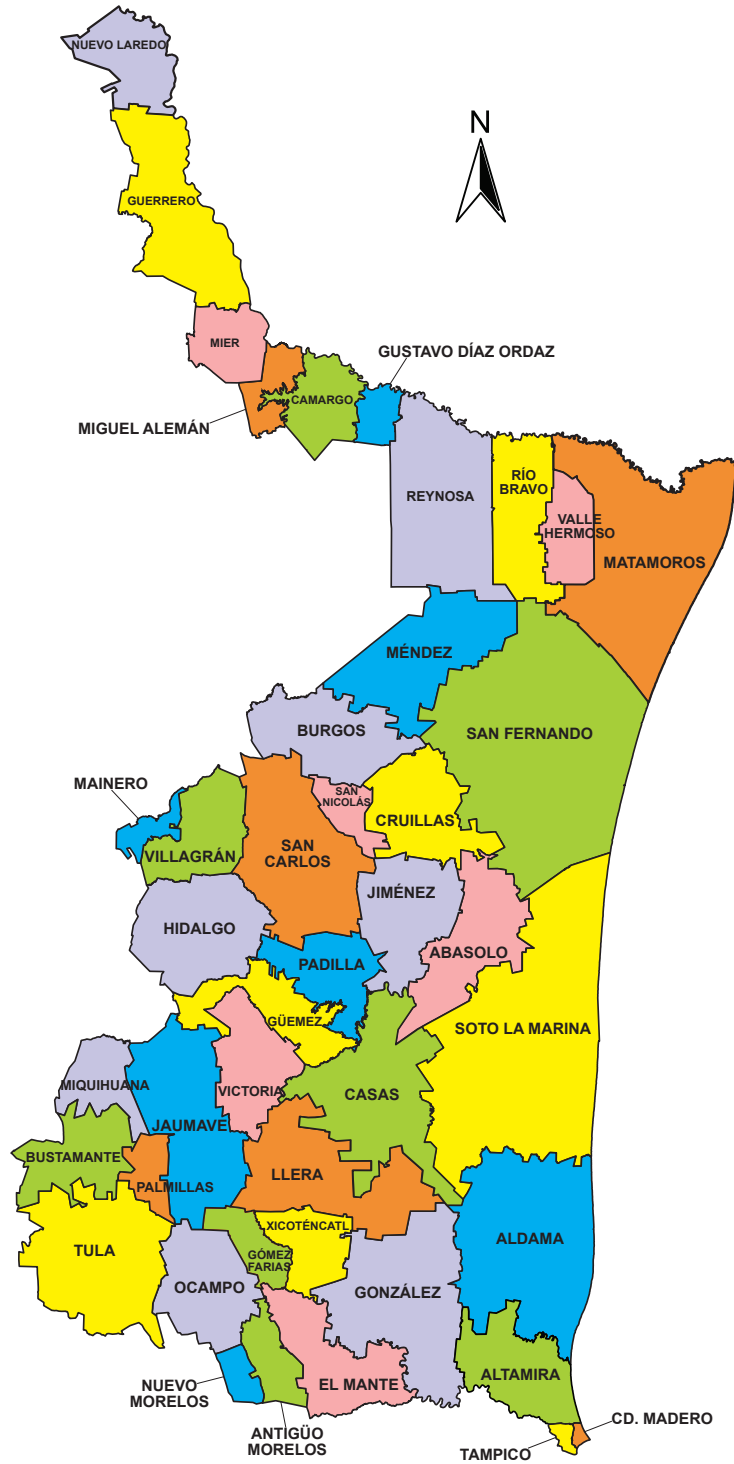 NUEVO LAREDO
N
GUERRERO
MIER
GUSTAVO DÍAZ ORDAZ
CAMARGO
MIGUEL ALEMÁN
RÍO
BRAVO
REYNOSA
VALLE
HERMOSO
MATAMOROS
MÉNDEZ
BURGOS
SAN FERNANDO
MAINERO
SAN
NICOLÁS
CRUILLAS
VILLAGRÁN
SAN
CARLOS
JIMÉNEZ
HIDALGO
ABASOLO
PADILLA
GÜEMEZ
SOTO LA MARINA
MIQUIHUANA
VICTORIA
CASAS
JAUMAVE
BUSTAMANTE
LLERA
PALMILLAS
XICOTÉNCATL
ALDAMA
TULA
GÓMEZ
FARIAS
OCAMPO
GONZÁLEZ
ALTAMIRA
EL MANTE
NUEVO
MORELOS
CD. MADERO
ANTIGÜO
MORELOS
TAMPICO